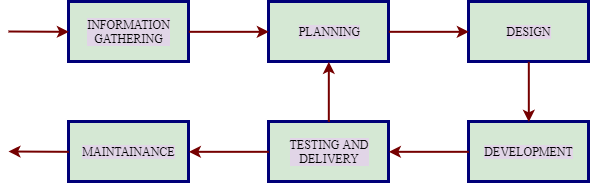 INFORMATION
GATHERING
PLANNING
DESIGN
MAINTAINANCE
TESTING AND
DELIVERY
DEVELOPMENT